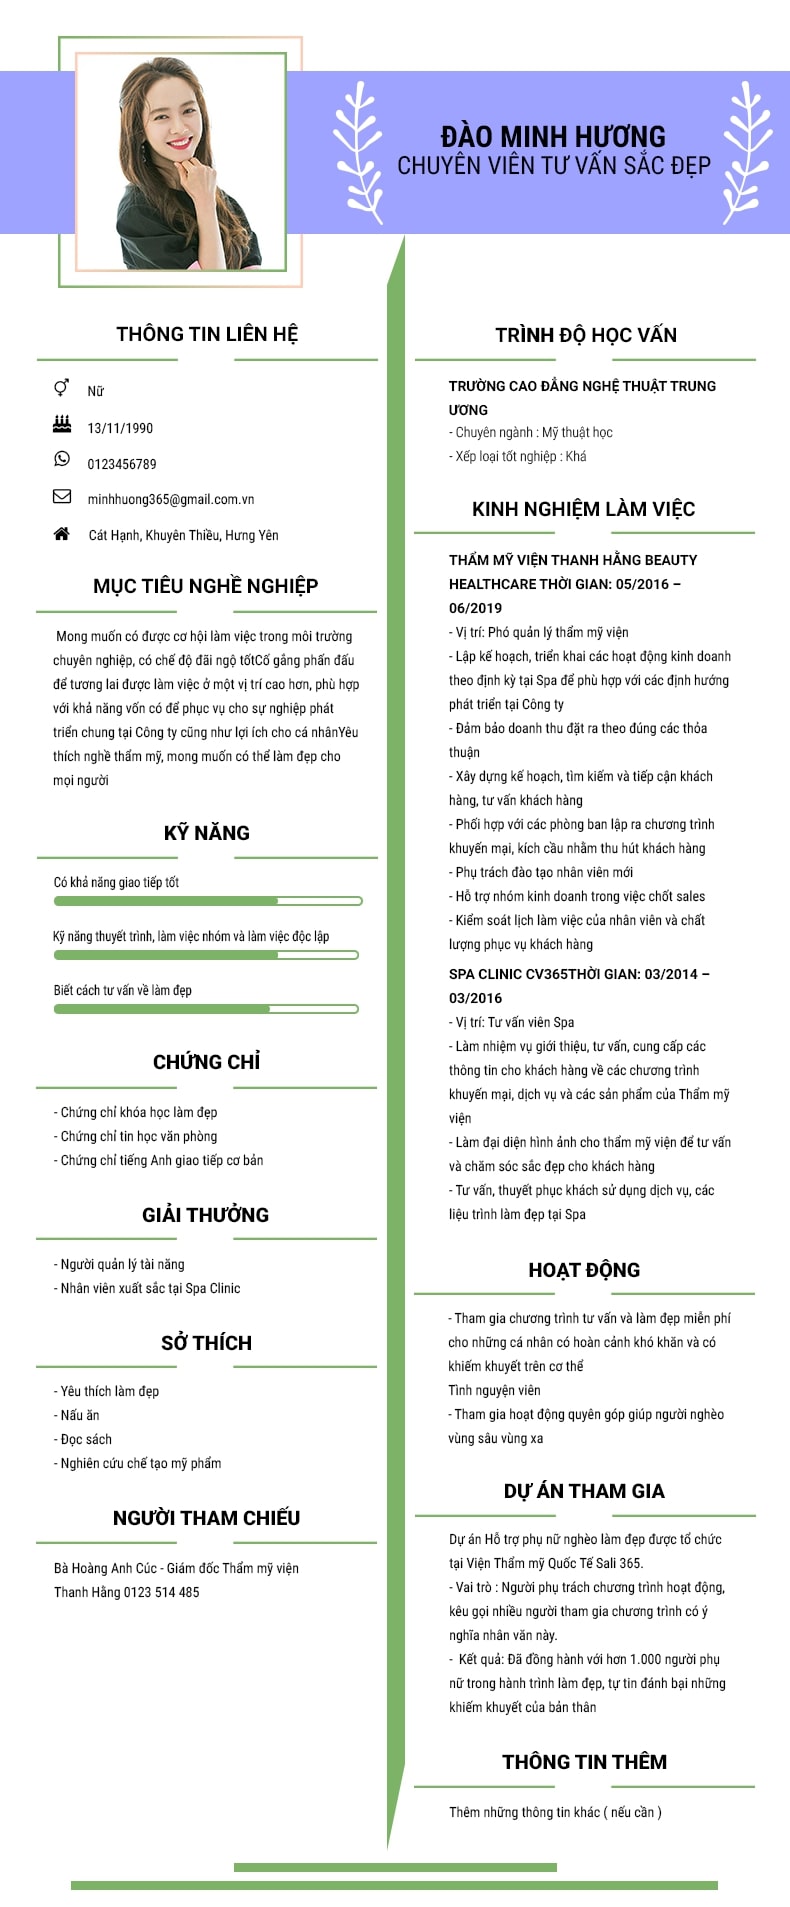 ĐÀO MINH HƯƠNG
CHUYÊN VIÊN TƯ VẤN SẮC ĐẸP
THÔNG TIN LIÊN HỆ
Nữ
13/11/1990
0123456789
minhhuong365@gmail.com.vn
Cát Hạnh, Khuyên Thiều, Hưng Yên
MỤC TIÊU NGHỀ NGHIỆP
Mong muốn có được cơ hội làm việc trong môi trường
chuyên nghiệp, có chế độ đãi ngộ tốtCố gắng phấn đấu
để tương lai được làm việc ở một vị trí cao hơn, phù hợp
với khả năng vốn có để phục vụ cho sự nghiệp phát
triển chung tại Công ty cũng như lợi ích cho cá nhânYêu
thích nghề thẩm mỹ, mong muốn có thể làm đẹp cho
mọi người
KỸ NĂNG
Có khả năng giao tiếp tốt
Kỹ năng thuyết trình, làm việc nhóm và làm việc độc lập
Biết cách tư vấn về làm đẹp
CHỨNG CHỈ
- Chứng chỉ khóa học làm đẹp
- Chứng chỉ tin học văn phòng
- Chứng chỉ tiếng Anh giao tiếp cơ bản
GIẢI THƯỞNG
- Người quản lý tài năng
- Nhân viên xuất sắc tại Spa Clinic
SỞ THÍCH
- Yêu thích làm đẹp
- Nấu ăn
- Đọc sách
- Nghiên cứu chế tạo mỹ phẩm
NGƯỜI THAM CHIẾU
Bà Hoàng Anh Cúc - Giám đốc Thẩm mỹ viện
Thanh Hằng 0123 514 485
TRÌNH ĐỘ HỌC VẤN
TRƯỜNG CAO ĐẲNG NGHỆ THUẬT TRUNG
ƯƠNG
- Chuyên ngành : Mỹ thuật học
- Xếp loại tốt nghiệp : Khá
KINH NGHIỆM LÀM VIỆC
THẨM MỸ VIỆN THANH HẰNG BEAUTY
HEALTHCARE THỜI GIAN: 05/2016 –
06/2019
- Vị trí: Phó quản lý thẩm mỹ viện
- Lập kế hoạch, triển khai các hoạt động kinh doanh
theo định kỳ tại Spa để phù hợp với các định hướng
phát triển tại Công ty
- Đảm bảo doanh thu đặt ra theo đúng các thỏa
thuận
- Xây dựng kế hoạch, tìm kiếm và tiếp cận khách
hàng, tư vấn khách hàng
- Phối hợp với các phòng ban lập ra chương trình
khuyến mại, kích cầu nhằm thu hút khách hàng
- Phụ trách đào tạo nhân viên mới
- Hỗ trợ nhóm kinh doanh trong việc chốt sales
- Kiểm soát lịch làm việc của nhân viên và chất
lượng phục vụ khách hàng
SPA CLINIC CV365THỜI GIAN: 03/2014 –
03/2016
- Vị trí: Tư vấn viên Spa
- Làm nhiệm vụ giới thiệu, tư vấn, cung cấp các
thông tin cho khách hàng về các chương trình
khuyến mại, dịch vụ và các sản phẩm của Thẩm mỹ
viện
- Làm đại diện hình ảnh cho thẩm mỹ viện để tư vấn
và chăm sóc sắc đẹp cho khách hàng
- Tư vấn, thuyết phục khách sử dụng dịch vụ, các
liệu trình làm đẹp tại Spa
HOẠT ĐỘNG
- Tham gia chương trình tư vấn và làm đẹp miễn phí
cho những cá nhân có hoàn cảnh khó khăn và có
khiếm khuyết trên cơ thể
Tình nguyện viên
- Tham gia hoạt động quyên góp giúp người nghèo
vùng sâu vùng xa
DỰ ÁN THAM GIA
Dự án Hỗ trợ phụ nữ nghèo làm đẹp được tổ chức
tại Viện Thẩm mỹ Quốc Tế Sali 365.
- Vai trò : Người phụ trách chương trình hoạt động,
kêu gọi nhiều người tham gia chương trình có ý
nghĩa nhân văn này.
- Kết quả: Đã đồng hành với hơn 1.000 người phụ
nữ trong hành trình làm đẹp, tự tin đánh bại những
khiếm khuyết của bản thân
THÔNG TIN THÊM
Thêm những thông tin khác ( nếu cần )